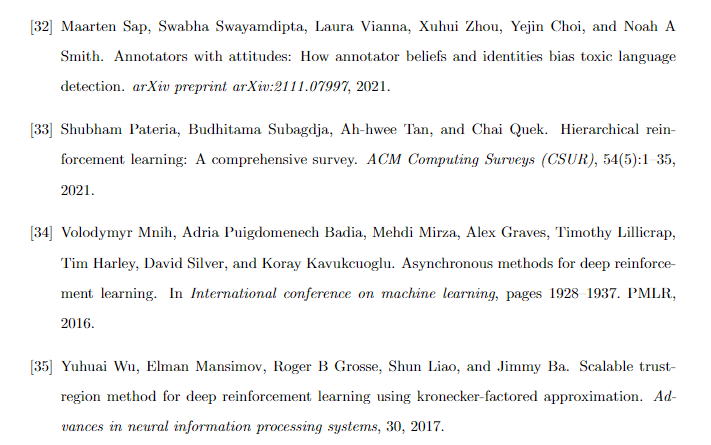 [32] Maarten Sap, Swabha Swayamdipta, Laura Vianna, Xuhui Zhou, Yejin Choi, and Noah A
Smith. Annotators with attitudes: How annotator beliefs and identities bias toxic language
detection. arXiv preprint arXiv:2111.07997, 2021.
[33] Shubham Pateria, Budhitama Subagdja, Ah-hwee Tan, and Chai Quek. Hierarchical rein-
forcement learning: A comprehensive survey. ACM Computing Surveys (CSUR), 54(5):1–35,
2021.
[34] Volodymyr Mnih, Adria Puigdomenech Badia, Mehdi Mirza, Alex Graves, Timothy Lillicrap,
Tim Harley, David Silver, and Koray Kavukcuoglu. Asynchronous methods for deep reinforce-
ment learning. In International conference on machine learning, pages 1928–1937. PMLR,
2016.
[35] Yuhuai Wu, Elman Mansimov, Roger B Grosse, Shun Liao, and Jimmy Ba. Scalable trust-
region method for deep reinforcement learning using kronecker-factored approximation. Ad-
vances in neural information processing systems, 30, 2017.